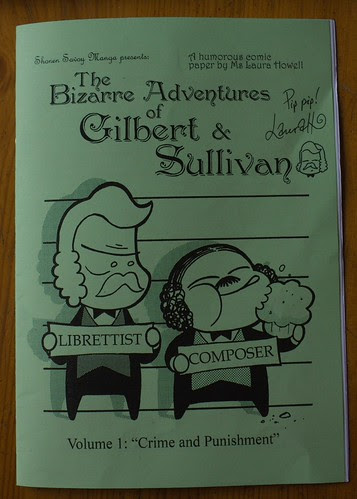 Shonen Savoy Manga presents:
A humorous comic
paper by Ms Laura Howell
The
Bizarre Adventures
of
Gilbert &
Sullivan
Pip pip!
Laura H
LIBRETTIST
COMPOSER
Volume 1: "Crime and Punishment"